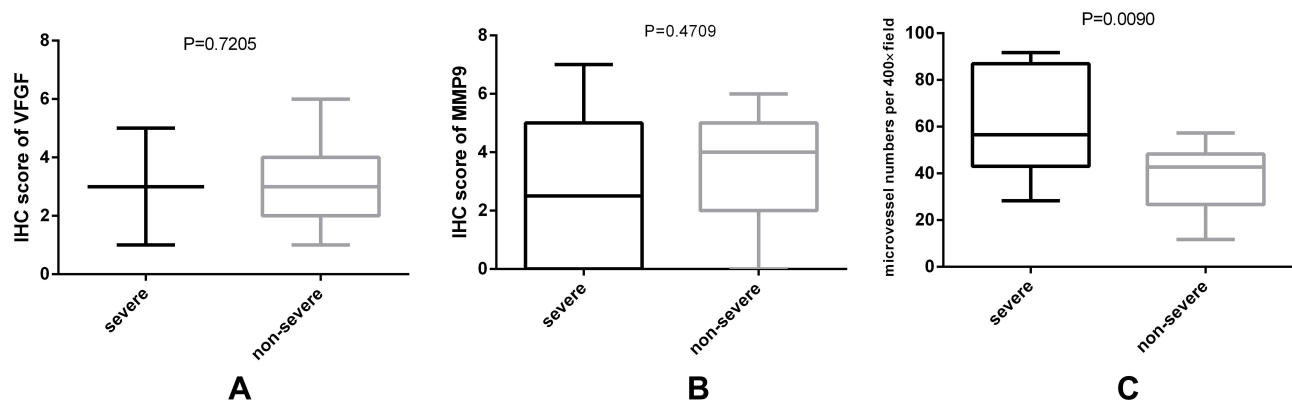 P=0.7205
IHC score of VFGF
8
6
4
2
0
severe
non-severe
A
P=0.4709
IHC score of MMP9
8
6
4
2
0
severe
non-severe
B
P=0.0090
microvessel numbers per 400×field
100
80
60
40
20
0
severe
non-severe
C